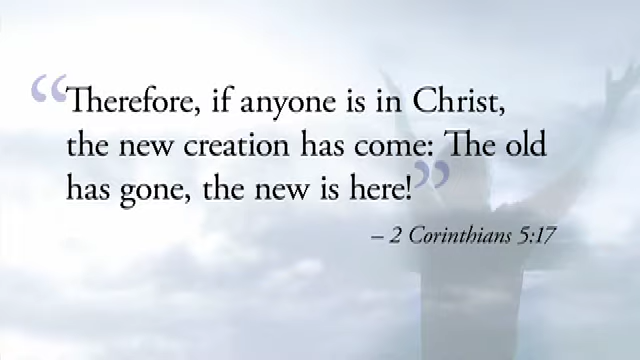 “Therefore, if anyone is in Christ,
the new creation has come: The old
has gone, the new is here!”
– 2 Corinthians 5:17